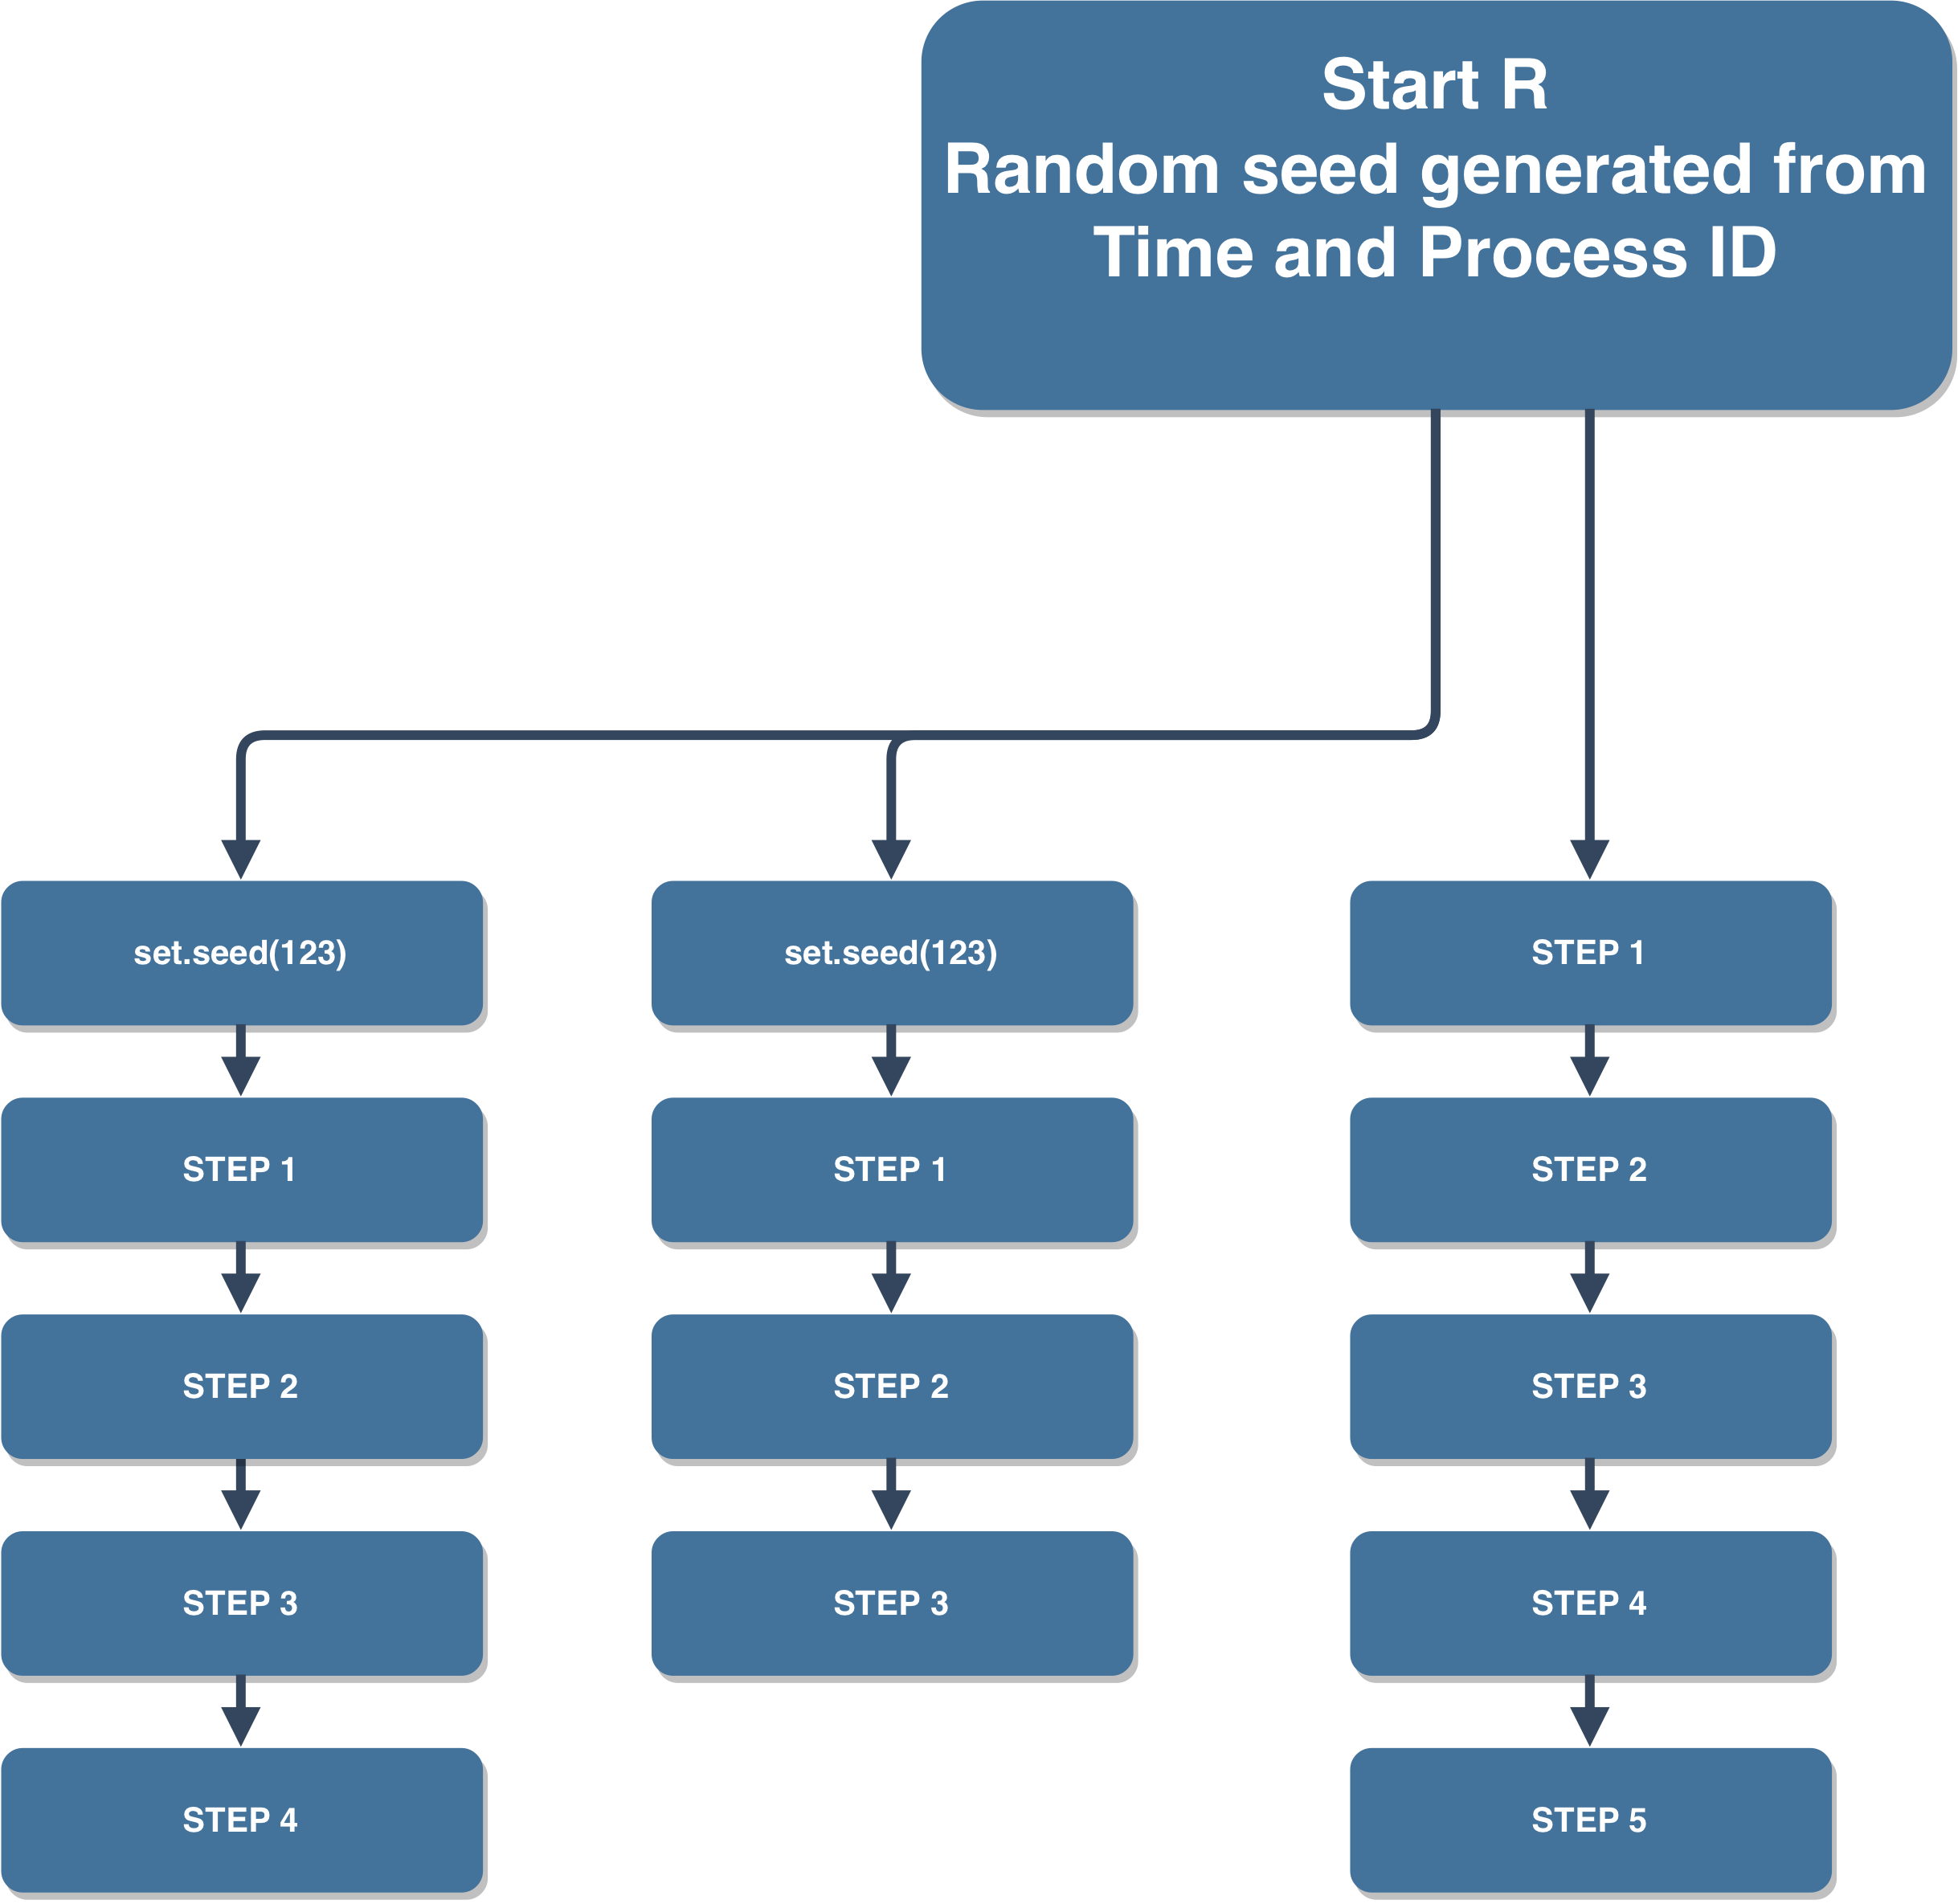 Start R
Random seed generated from
Time and Process ID
set.seed(123)
set.seed(123)
STEP 1
STEP 1
STEP 1
STEP 2
STEP 2
STEP 2
STEP 3
STEP 3
STEP 3
STEP 4
STEP 4
STEP 5